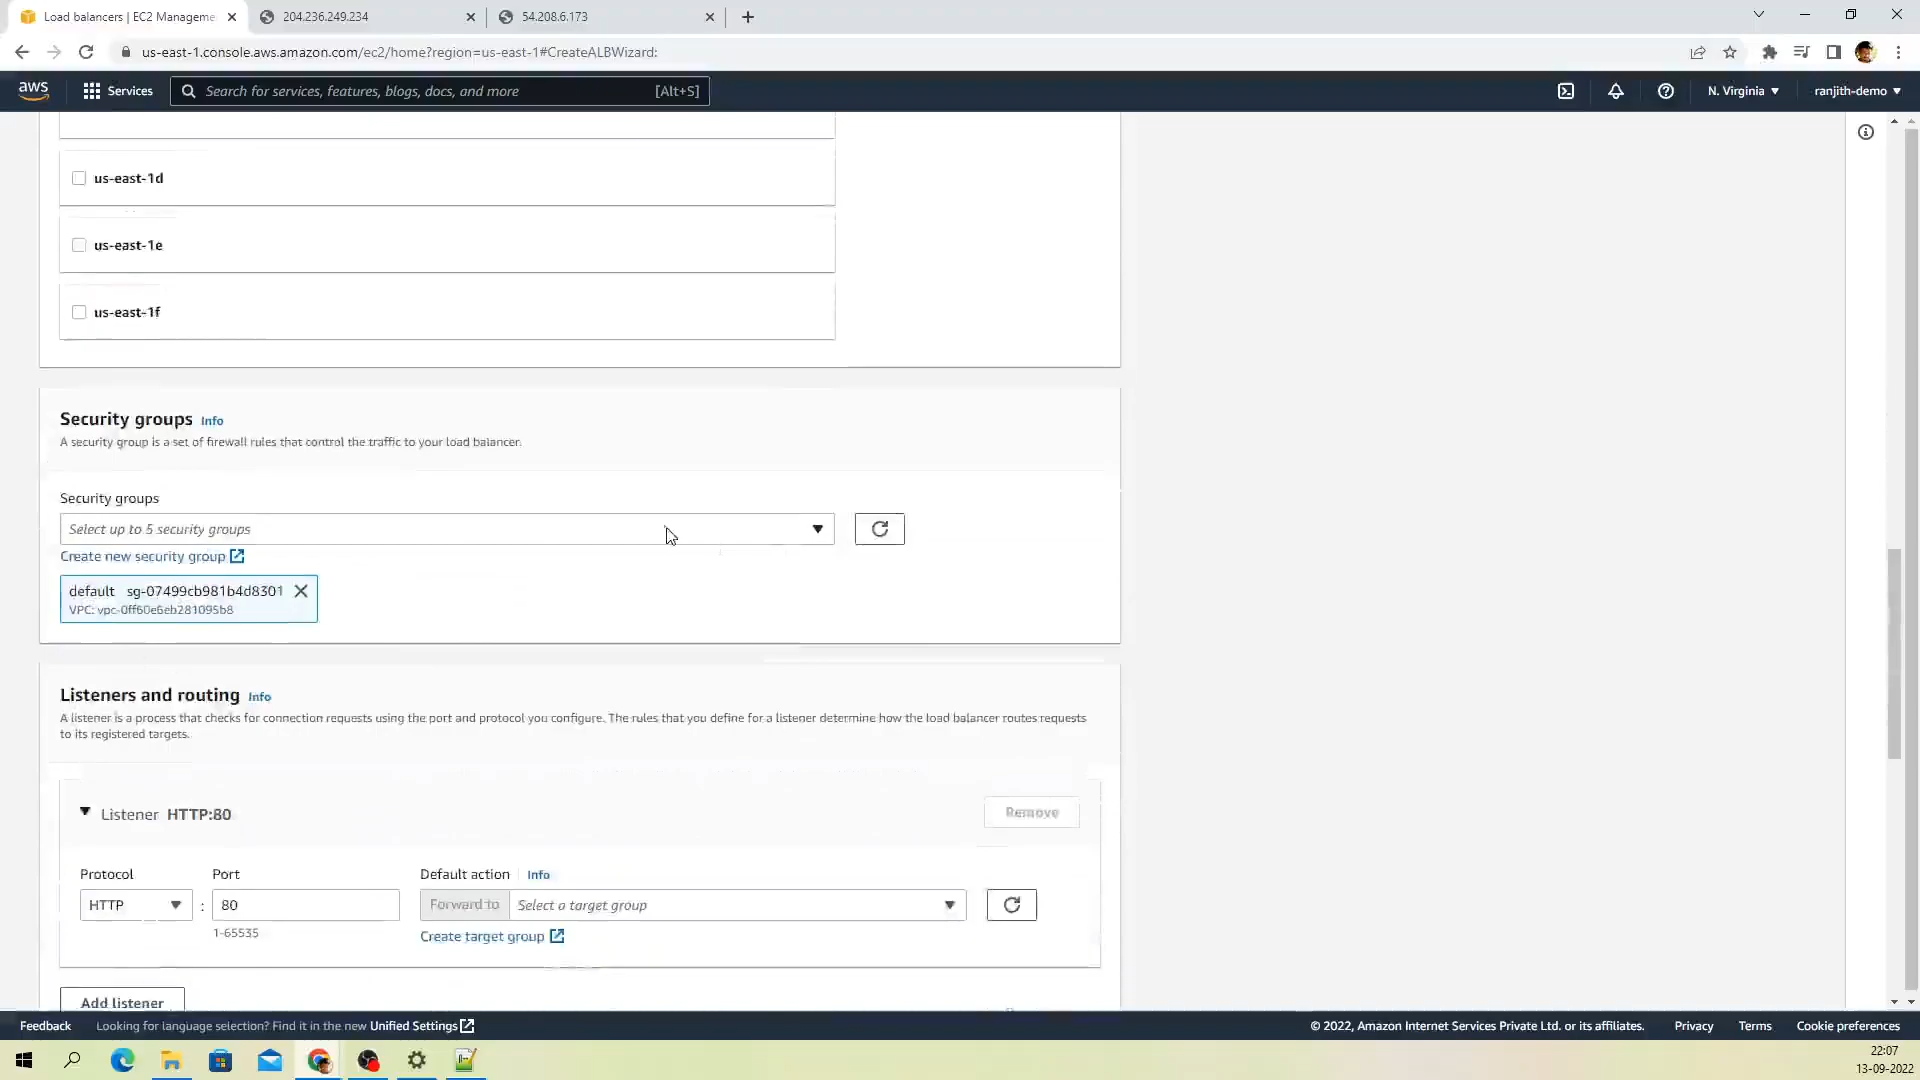 Load balancers | EC2 Manageme
204.236.249.234
54.208.6.173
us-east-1.console.aws.amazon.com/ec2/home?region=us-east-1#CreateALBWizard:
aws
Services
Search for services, features, blogs, docs, and more
[Alt+S]
N. Virginia
ranjith-demo
us-east-1d
us-east-1e
us-east-1f
Security groups Info
A security group is a set of firewall rules that control the traffic to your load balancer.
Security groups
Select up to 5 security groups
Create new security group
default sg-07499cb981b4d8301
VPC: vpc-0ff60e6eb281095b8
Listeners and routing Info
A listener is a process that checks for connection requests using the port and protocol you configure. The rules that you define for a listener determine how the load balancer routes requests
to its registered targets.
Listener HTTP:80
Remove
Protocol
Port
Default action Info
HTTP
:
80
Forward to
Select a target group
1-65535
Create target group
Add listener
Feedback
Looking for language selection? Find it in the new Unified Settings
© 2022, Amazon Internet Services Private Ltd. or its affiliates.
Privacy
Terms
Cookie preferences
22:07
13-09-2022